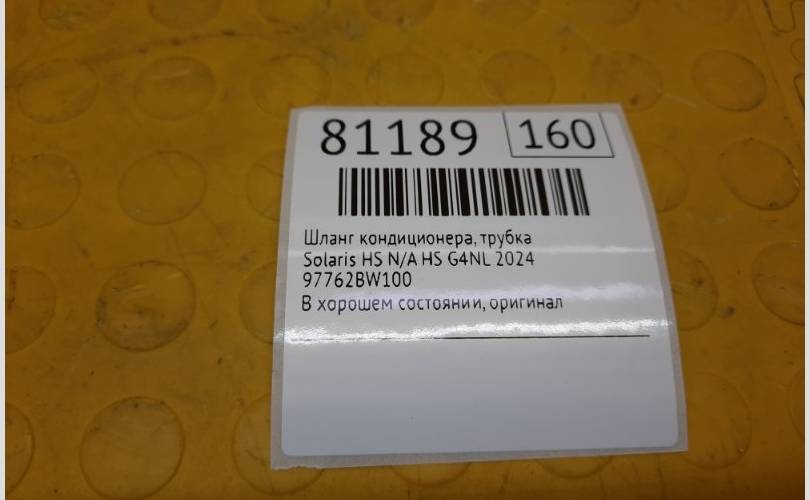 81189 160
Шланг кондиционера, трубка
Solaris HS N/A HS G4NL 2024
97762BW100
В хорошем состоянии, оригинал